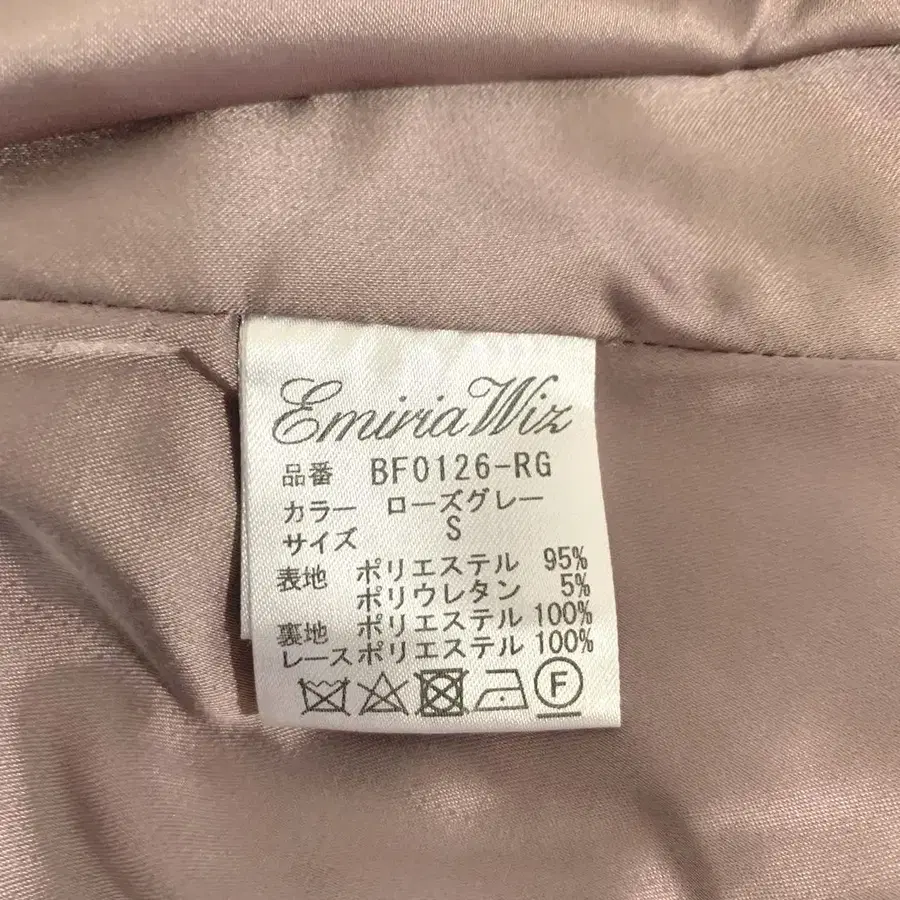 EmiriaWiz
品番 BF0126-RG
カラー ローズグレー
サイズ S
表地 ポリエステル 95%
ポリウレタン 5%
裏地 ポリエステル 100%
レース ポリエステル 100%
F